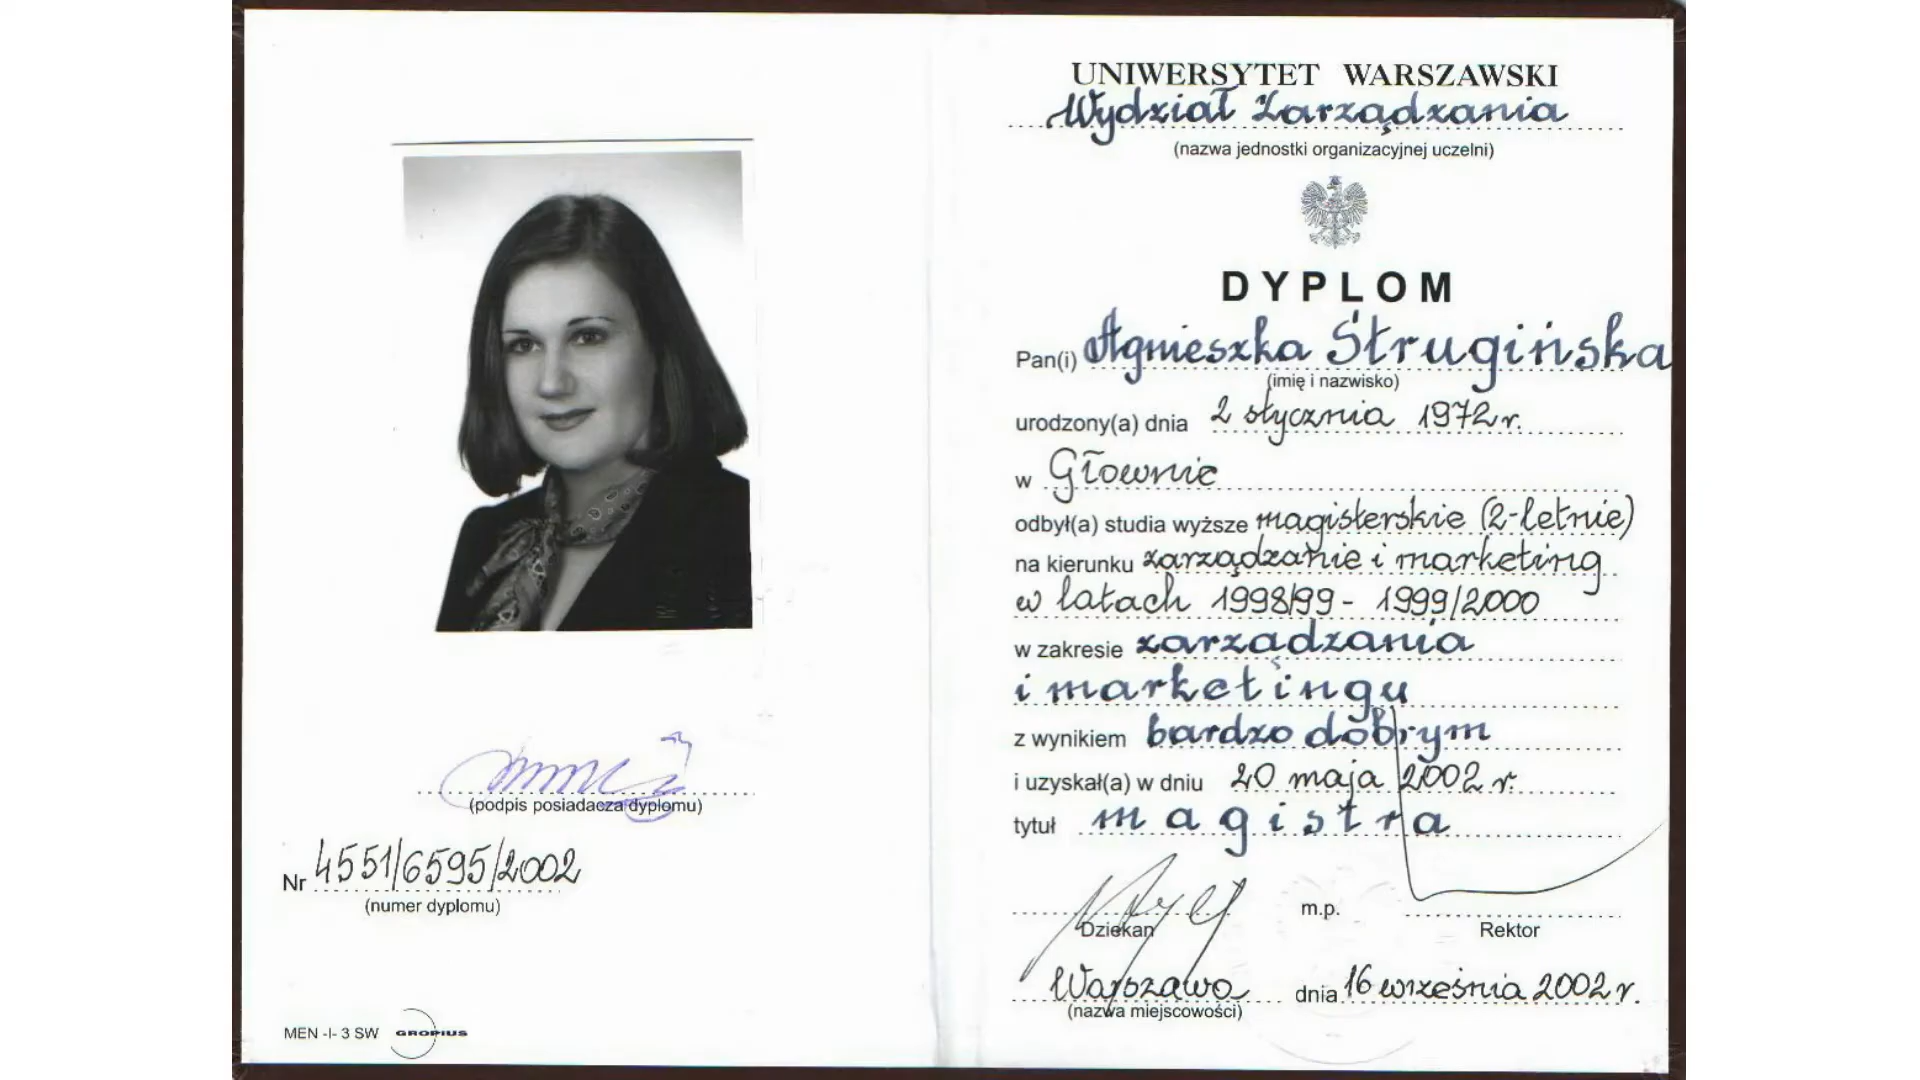 (podpis posiadacza dyplomu)
Nr 4551/6595/2002
(numer dyplomu)
MEN -I- 3 SW GROPIUS
UNIWERSYTET WARSZAWSKI
Wydział Zarządzania
(nazwa jednostki organizacyjnej uczelni)
DYPLOM
Pan(i) Agnieszka Strugińska
(imię i nazwisko)
urodzony(a) dnia 2 stycznia 1972 r.
w Głownie
odbył(a) studia wyższe magisterskie (2-letnie)
na kierunku zarządzanie i marketing
w latach 1998/99 - 1999/2000
w zakresie zarządzania
i marketingu
z wynikiem bardzo dobrym
i uzyskał(a) w dniu 20 maja 2002 r.
tytuł magistra
m.p.
Dziekan Rektor
Warszawa dnia 16 września 2002 r.
(nazwa miejscowości)